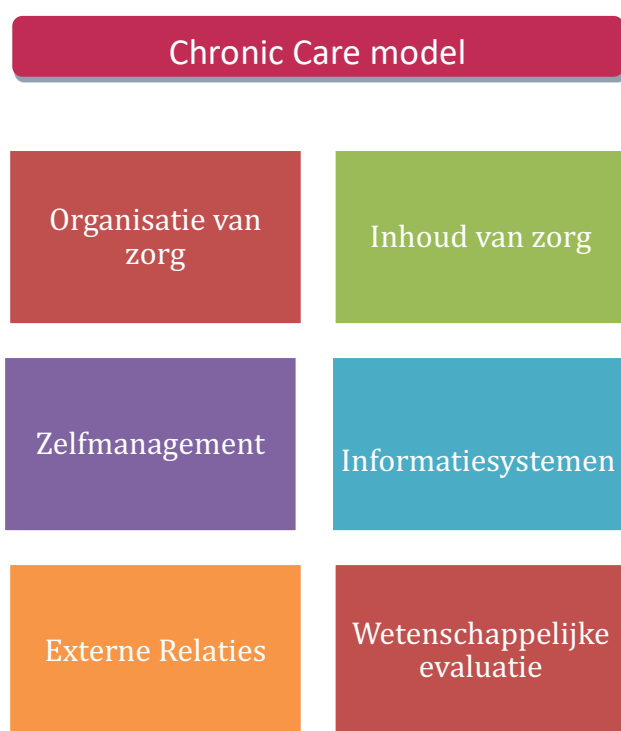 Chronic Care model
Organisatie van
zorg
Inhoud van zorg
Zelfmanagement
Informatiesystemen
Externe Relaties
Wetenschappelijke
evaluatie